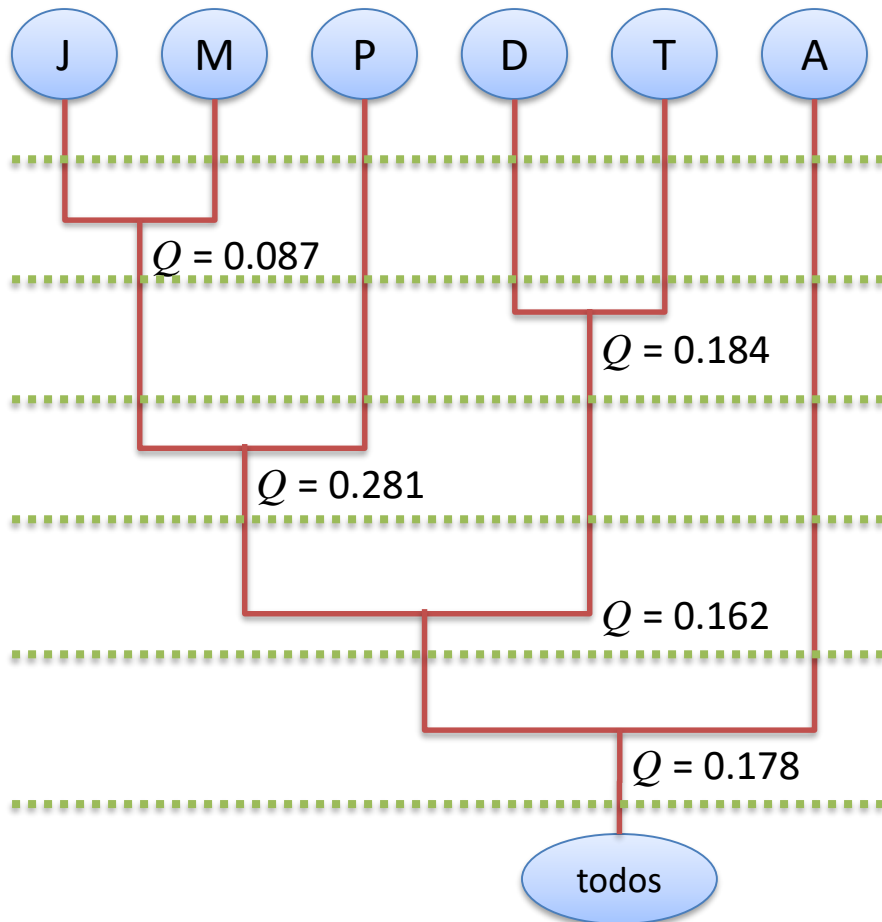 J M P D T A
Q = 0.087
Q = 0.184
Q = 0.281
Q = 0.162
Q = 0.178
todos